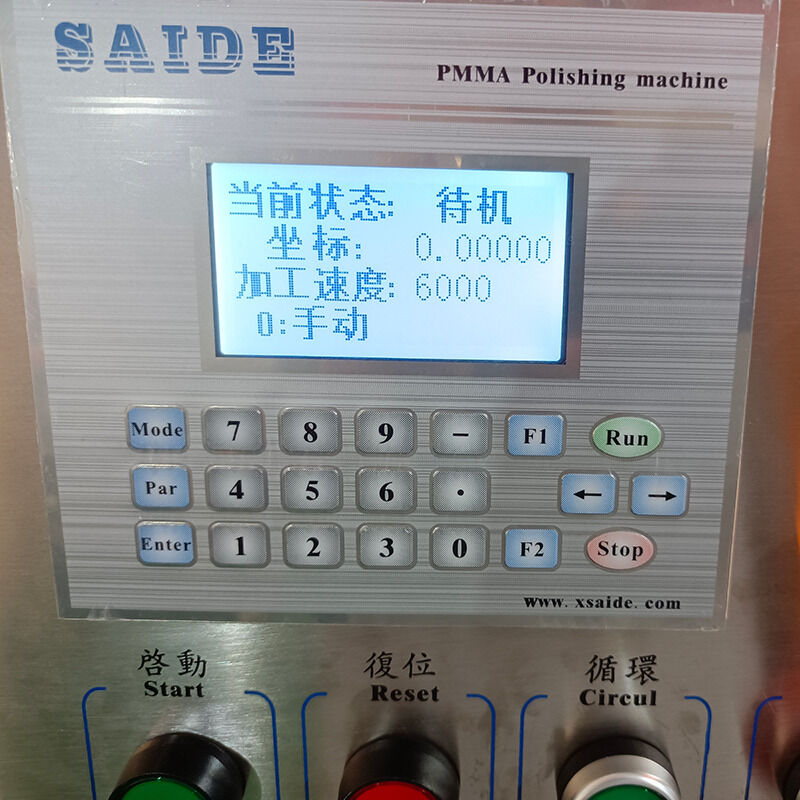 SAIDE
PMMA Polishing machine
当前状态: 待机
坐标: 0.00000
加工速度: 6000
0:手动
Mode 7 8 9 − F1 Run
Par 4 5 6 . ← →
Enter 1 2 3 0 F2 Stop
www.xsaide.com
啓動 復位 循環
Start Reset Circul